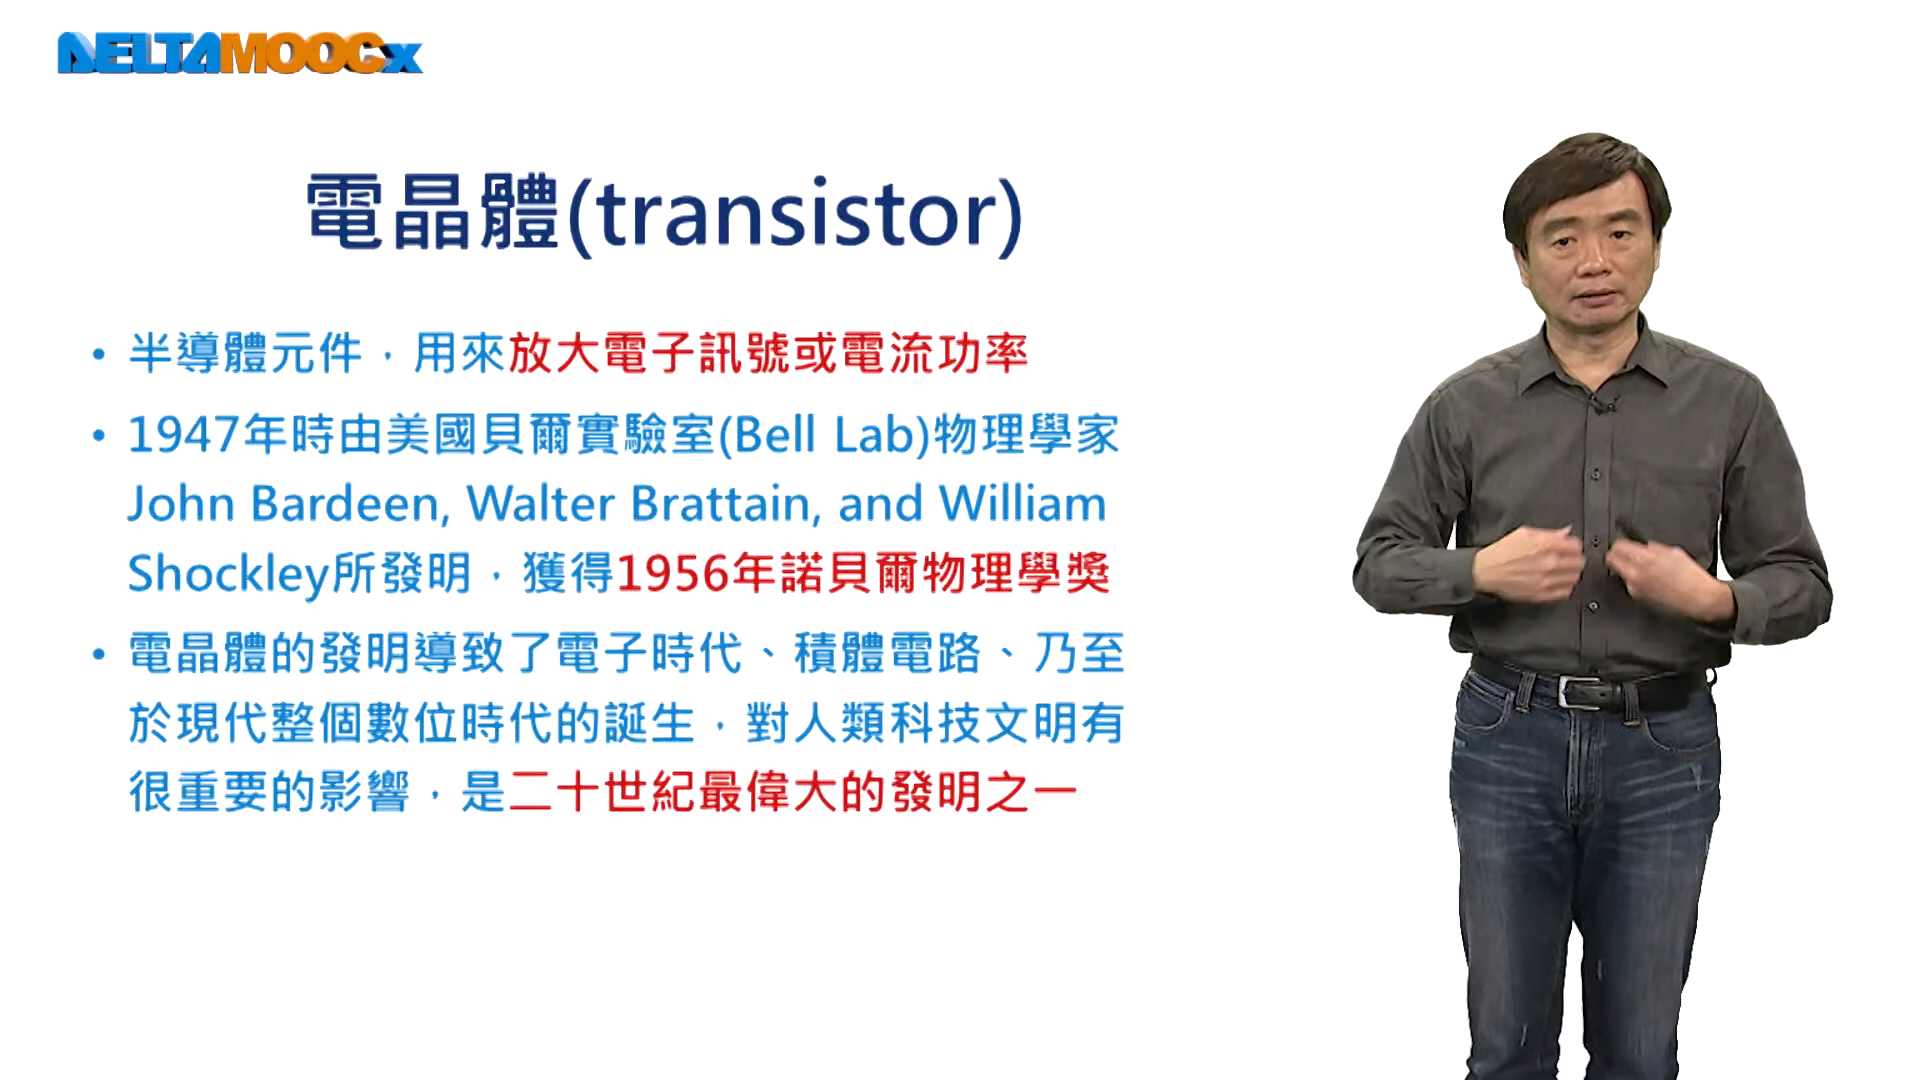 DELTAMOOCx
電晶體(transistor)
• 半導體元件，用來放大電子訊號或電流功率
• 1947年時由美國貝爾實驗室(Bell Lab)物理學家
John Bardeen, Walter Brattain, and William
Shockley所發明，獲得1956年諾貝爾物理學獎
• 電晶體的發明導致了電子時代、積體電路、乃至
於現代整個數位時代的誕生，對人類科技文明有
很重要的影響，是二十世紀最偉大的發明之一